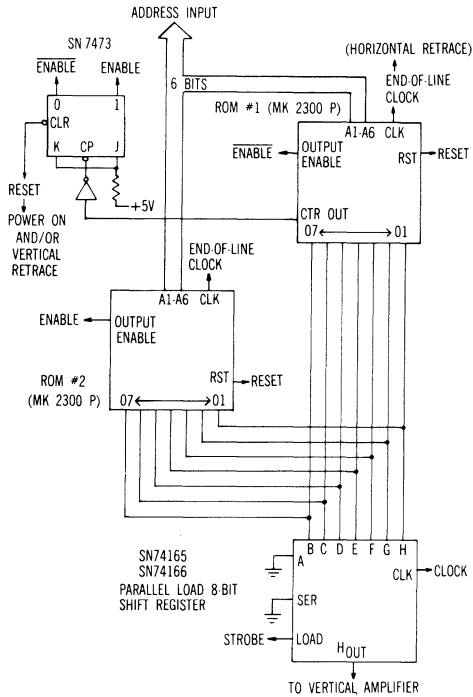 ADDRESS INPUT
SN 7473
ENABLE
ENABLE
0
1
CLR
K
CP
J
RESET
POWER ON
AND/OR
VERTICAL
RETRACE
+5V
6 BITS
(HORIZONTAL RETRACE)
END-OF-LINE
CLOCK
ROM #1 (MK 2300 P)
A1-A6
CLK
ENABLE
OUTPUT
ENABLE
RST
RESET
CTR OUT
07
01
END-OF-LINE
CLOCK
A1-A6
CLK
ENABLE
OUTPUT
ENABLE
ROM #2
(MK 2300 P)
RST
RESET
07
01
SN74165
SN74166
PARALLEL LOAD 8-BIT
SHIFT REGISTER
B C D E F G H
A
CLK
CLOCK
SER
STROBE
LOAD
HOUT
TO VERTICAL AMPLIFIER